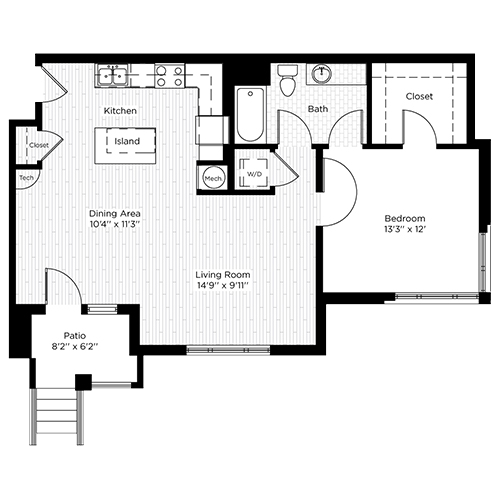 Kitchen
Island
Closet
Tech
Bath
Closet
W/D
Mech
Dining Area
10'4" x 11'3"
Bedroom
13'3" x 12'
Living Room
14'9" x 9'11"
Patio
8'2" x 6'2"